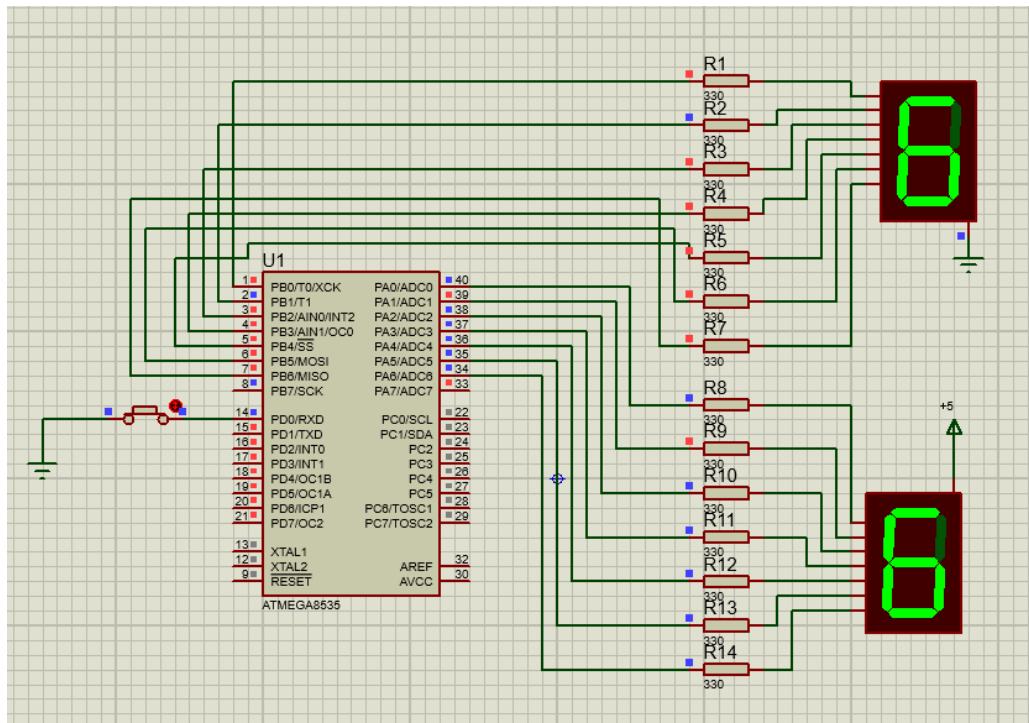 R1
330
R2
330
R3
330
R4
330
R5
330
R6
330
R7
330
U1
1 PB0/T0/XCK PA0/ADC0 40
2 PB1/T1 PA1/ADC1 39
3 PB2/AIN0/INT2 PA2/ADC2 38
4 PB3/AIN1/OC0 PA3/ADC3 37
5 PB4/SS PA4/ADC4 36
6 PB5/MOSI PA5/ADC5 35
7 PB6/MISO PA6/ADC6 34
8 PB7/SCK PA7/ADC7 33
14 PD0/RXD PC0/SCL 22
15 PD1/TXD PC1/SDA 23
16 PD2/INT0 PC2 24
17 PD3/INT1 PC3 25
18 PD4/OC1B PC4 26
19 PD5/OC1A PC5 27
20 PD6/ICP1 PC6/TOSC1 28
21 PD7/OC2 PC7/TOSC2 29
13 XTAL1
12 XTAL2 AREF 32
9 RESET AVCC 30
ATMEGA8535
R8
330
R9
330
R10
330
R11
330
R12
330
R13
330
R14
330
+5
6
6